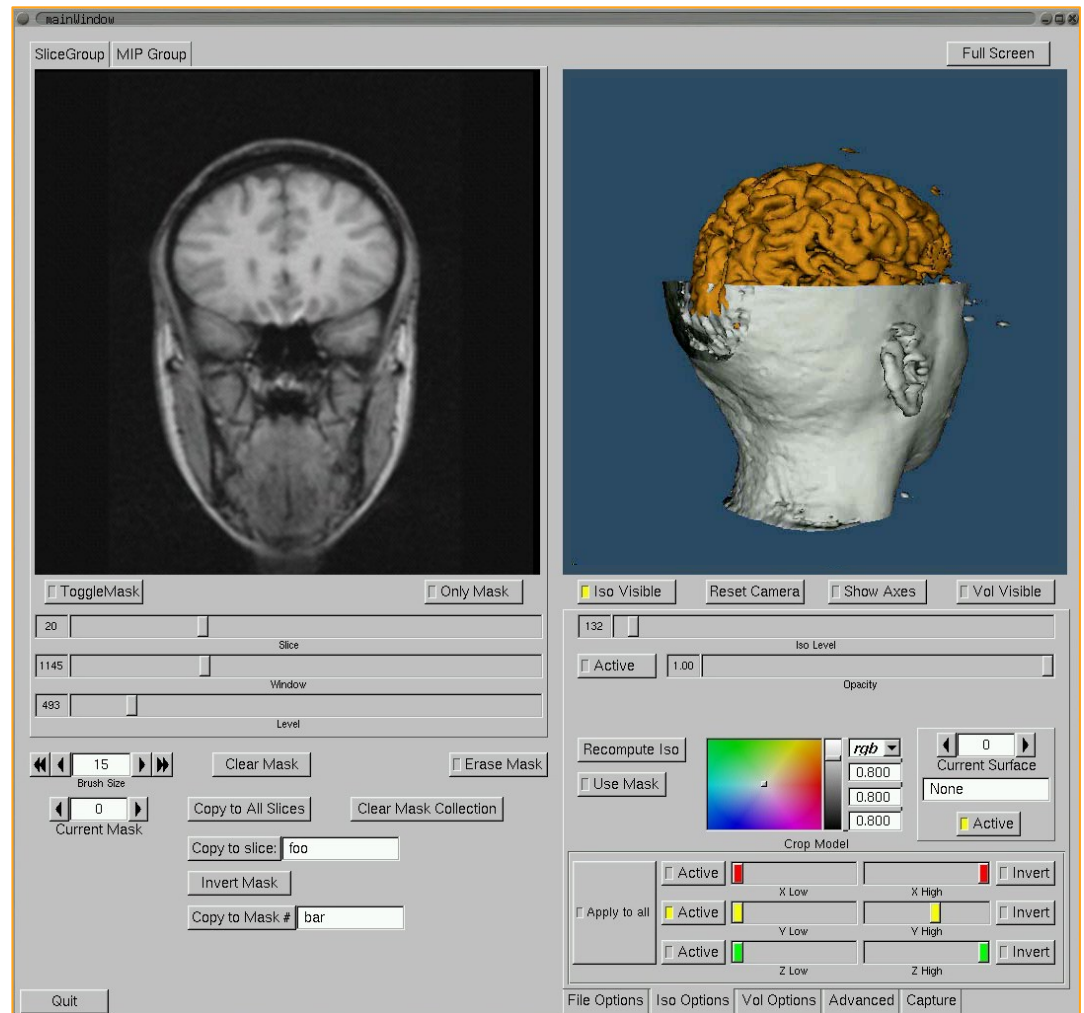 mainWindow
SliceGroup MIP Group
Full Screen
ToggleMask Only Mask
20
Slice
1145
Window
493
Level
15
Brush Size
Clear Mask
Erase Mask
0
Current Mask
Copy to All Slices
Clear Mask Collection
Copy to slice: foo
Invert Mask
Copy to Mask # bar
Quit
Iso Visible Reset Camera Show Axes Vol Visible
132
Iso Level
Active 1.00
Opacity
Recompute Iso
Use Mask
rgb
0.800
0.800
0.800
0
Current Surface
None
Active
Crop Model
Apply to all
Active Invert
X Low X High
Active Invert
Y Low Y High
Active Invert
Z Low Z High
File Options Iso Options Vol Options Advanced Capture